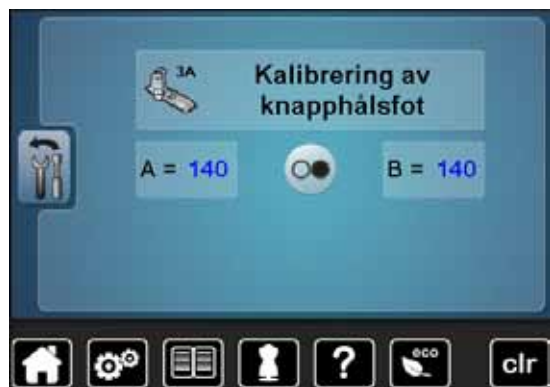 3A
Kalibrering av
knapphålsfot
A = 140
B = 140
?
eco
clr